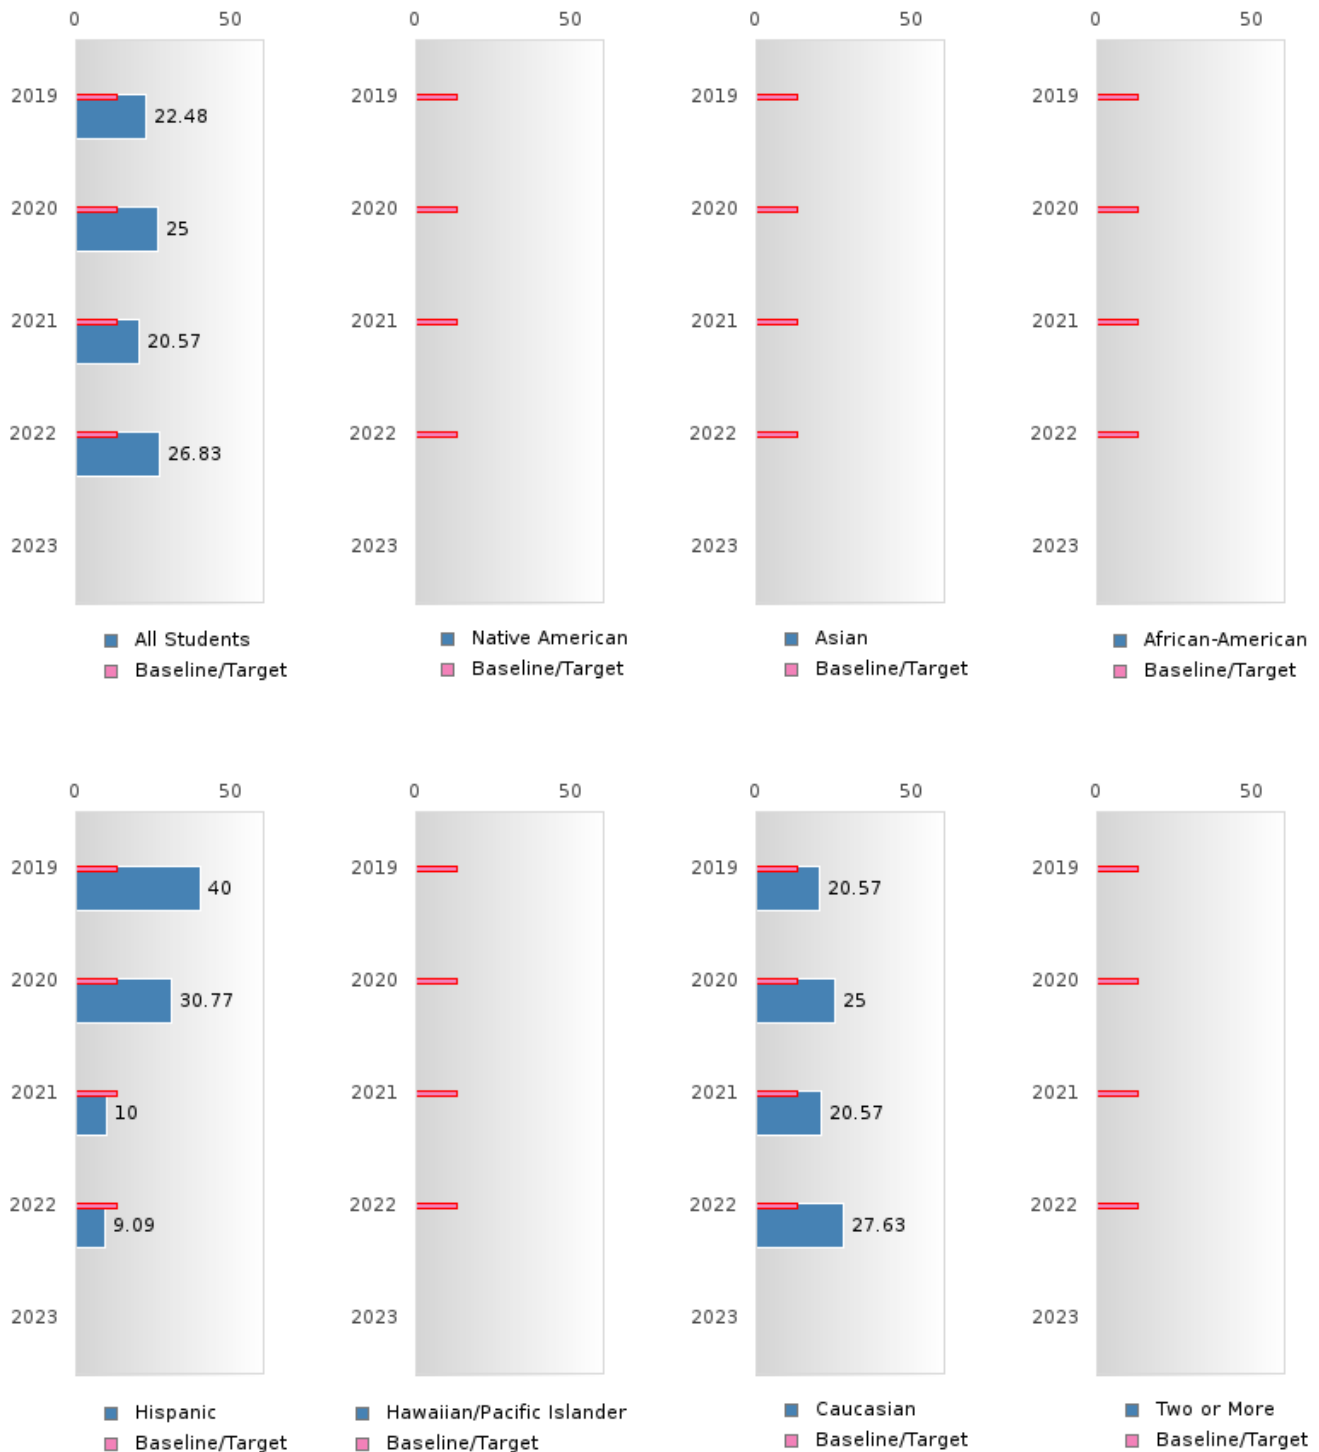 0 50 0 50 0 50 0 50
2019 22.48 2019 2019 2019
2020 25 2020 2020 2020
2021 20.57 2021 2021 2021
2022 26.83 2022 2022 2022
2023 2023 2023 2023
All Students Native American Asian African-American
Baseline/Target Baseline/Target Baseline/Target Baseline/Target
0 50 0 50 0 50 0 50
2019 40 2019 2019 20.57 2019
2020 30.77 2020 2020 25 2020
2021 10 2021 2021 20.57 2021
2022 9.09 2022 2022 27.63 2022
2023 2023 2023 2023
Hispanic Hawaiian/Pacific Islander Caucasian Two or More
Baseline/Target Baseline/Target Baseline/Target Baseline/Target